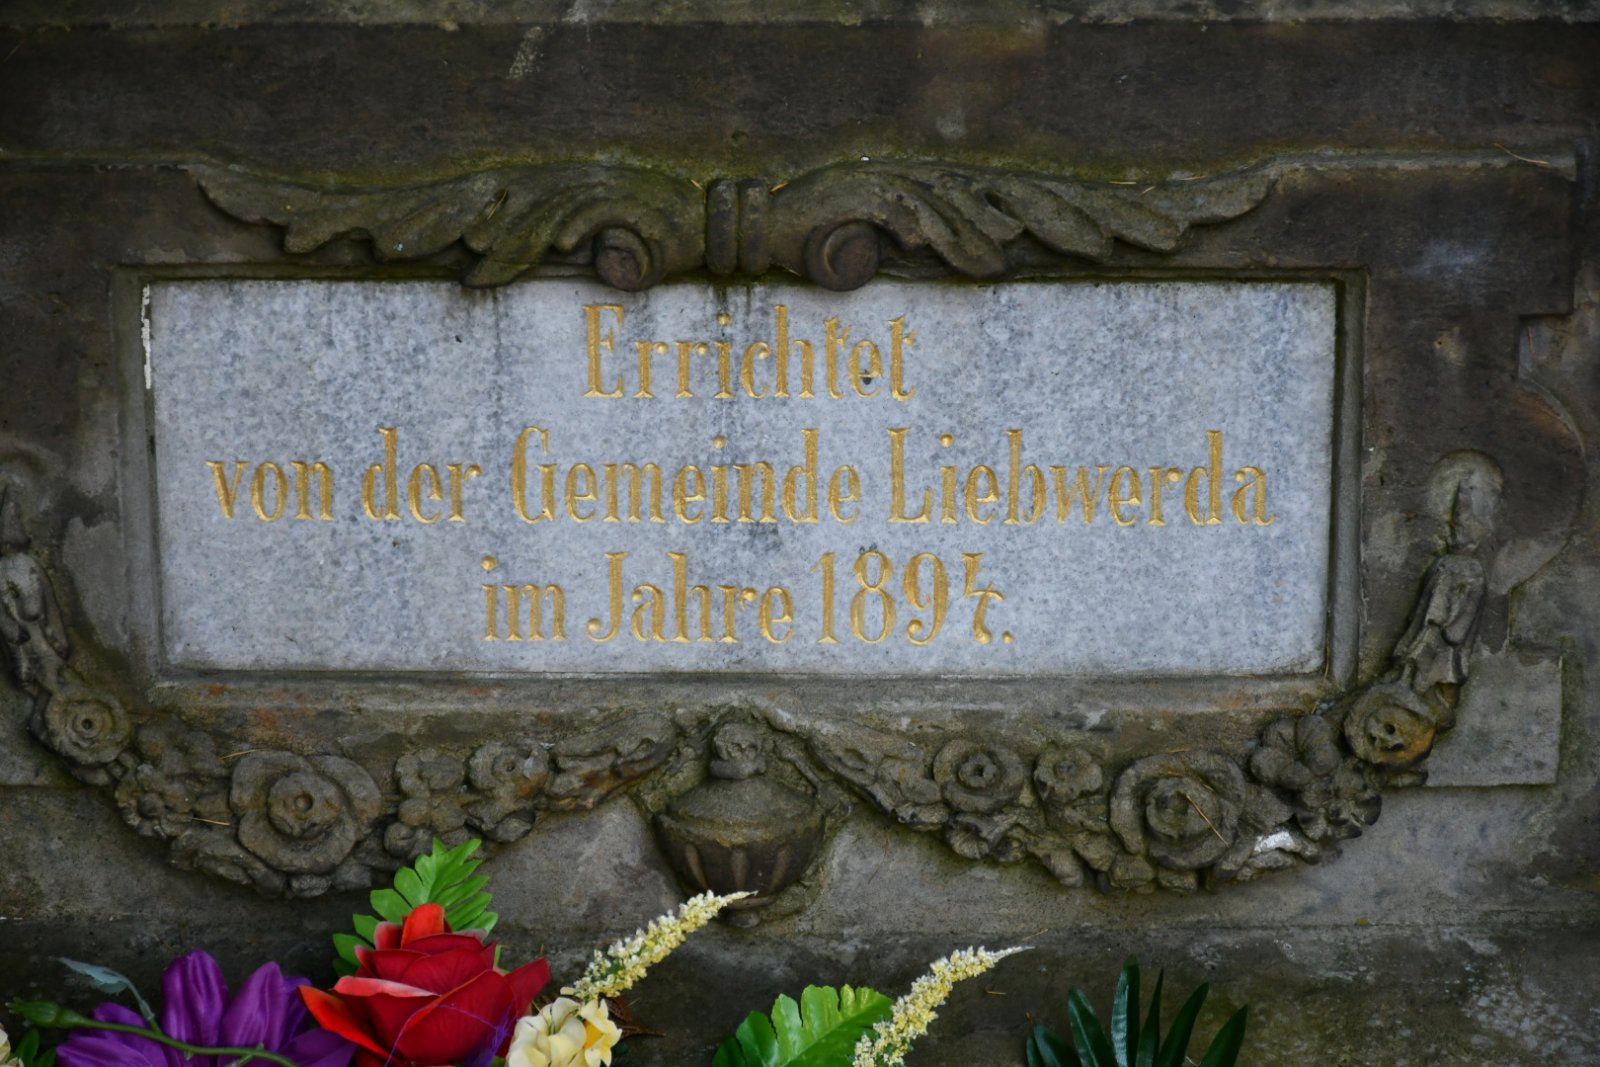 Errichtet
von der Gemeinde Liebwerda
im Jahre 1894.